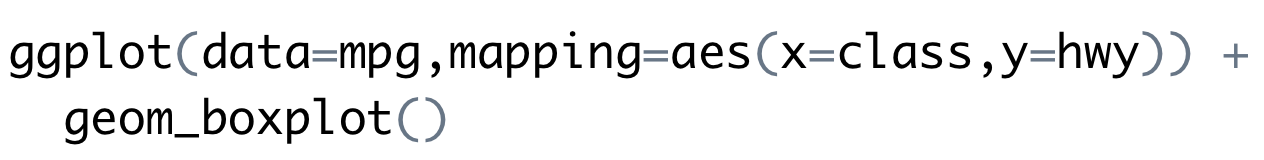 ggplot(data=mpg,mapping=aes(x=class,y=hwy)) +
  geom_boxplot()